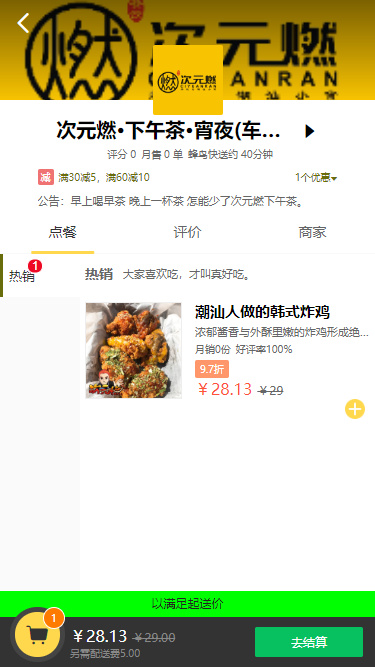 燃 次元燃
次元燃
CIYUANRAN
次元燃•下午茶•宵夜(车...
评分 0 月售 0 单 蜂鸟快送约 40分钟
减 满30减5，满60减10 1个优惠
公告：早上喝早茶 晚上一杯茶 怎能少了次元燃下午茶。
点餐 评价 商家
热销 1
热销 大家喜欢吃，才叫真好吃。
潮汕人做的韩式炸鸡
浓郁酱香与外酥里嫩的炸鸡形成绝...
月销0份 好评率100%
9.7折
￥28.13 ￥29
以满足起送价
1
￥28.13 ￥29.00
另需配送费5.00
去结算